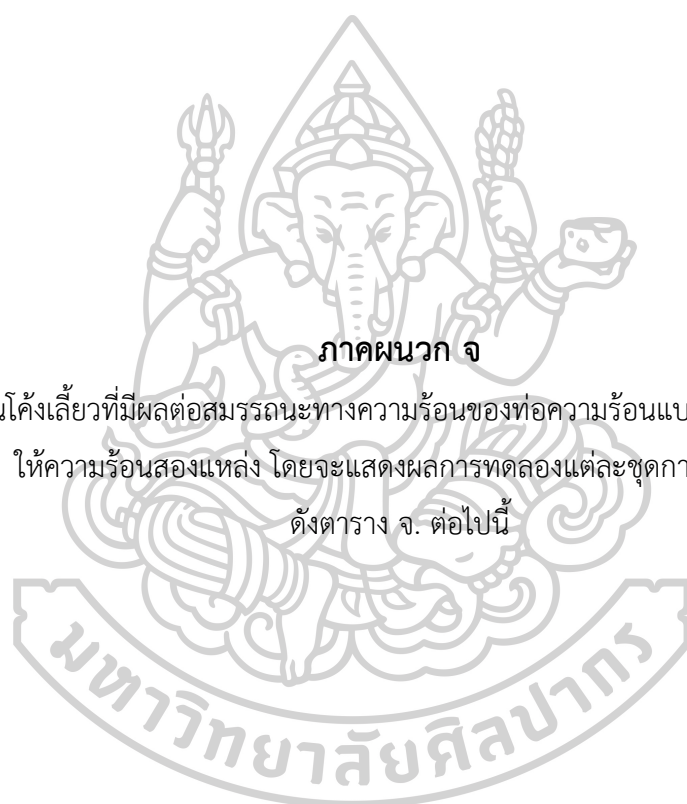 ภาคผนวก จ
นโค้งเลี้ยวที่มีผลต่อสมรรถนะทางความร้อนของท่อความร้อนแบ
ให้ความร้อนสองแหล่ง โดยจะแสดงผลการทดลองแต่ละชุดกา
ดังตาราง จ. ต่อไปนี้
มหาวิทยาลัยศิลปากร